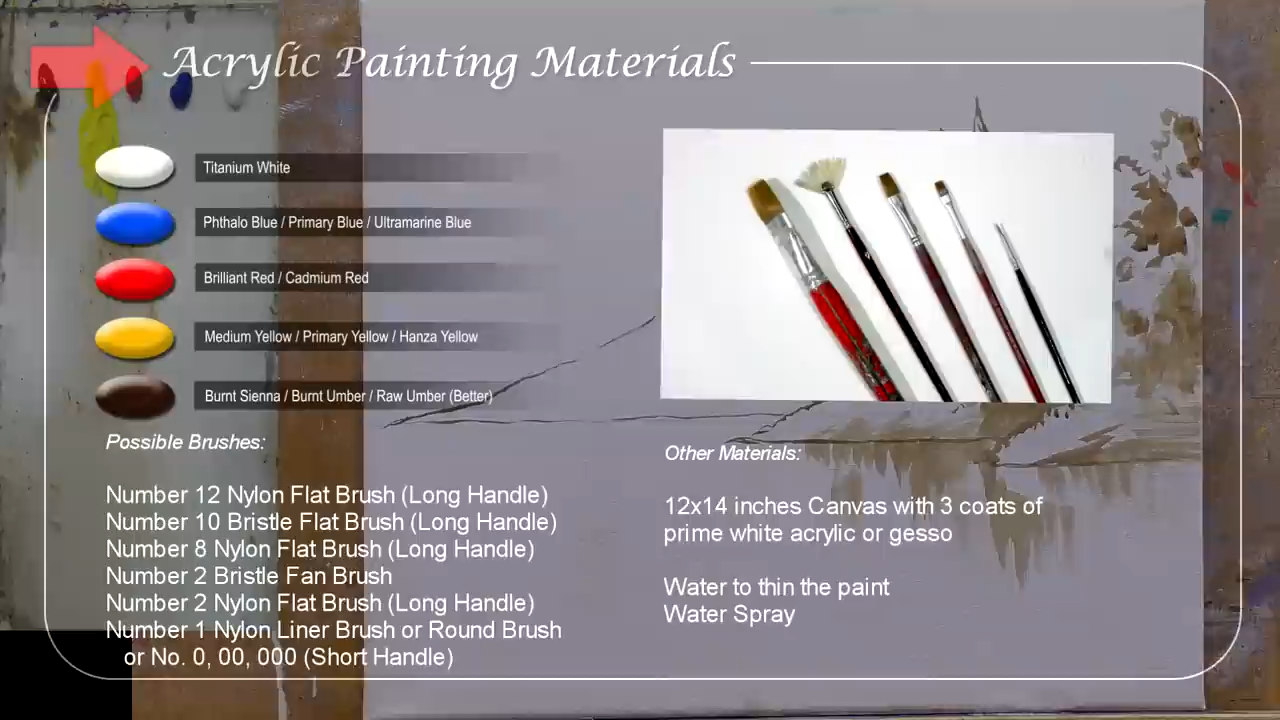 Acrylic Painting Materials
Titanium White
Phthalo Blue / Primary Blue / Ultramarine Blue
Brilliant Red / Cadmium Red
Medium Yellow / Primary Yellow / Hanza Yellow
Burnt Sienna / Burnt Umber / Raw Umber (Better)
Possible Brushes:
Number 12 Nylon Flat Brush (Long Handle)
Number 10 Bristle Flat Brush (Long Handle)
Number 8 Nylon Flat Brush (Long Handle)
Number 2 Bristle Fan Brush
Number 2 Nylon Flat Brush (Long Handle)
Number 1 Nylon Liner Brush or Round Brush
or No. 0, 00, 000 (Short Handle)
Other Materials:
12x14 inches Canvas with 3 coats of
prime white acrylic or gesso
Water to thin the paint
Water Spray